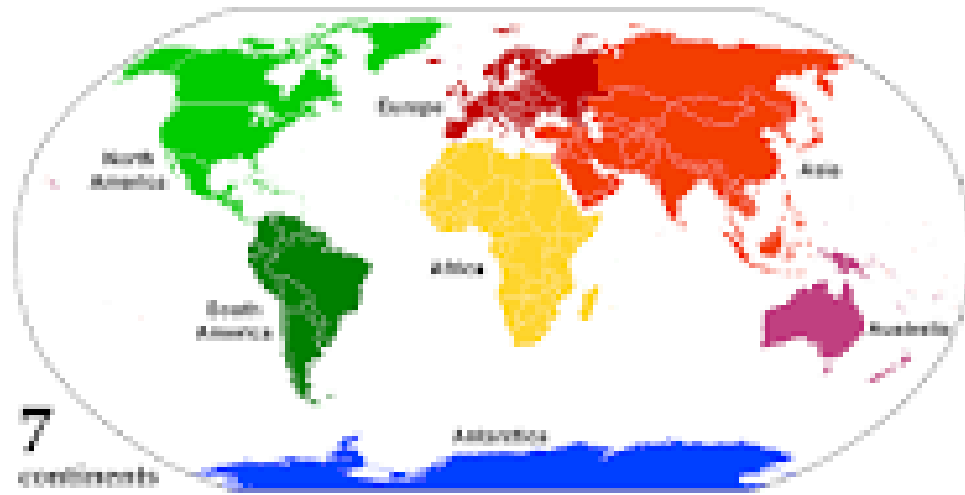 Europe
North
America
Asia
Africa
South
America
Australia
Antarctica
7
continents